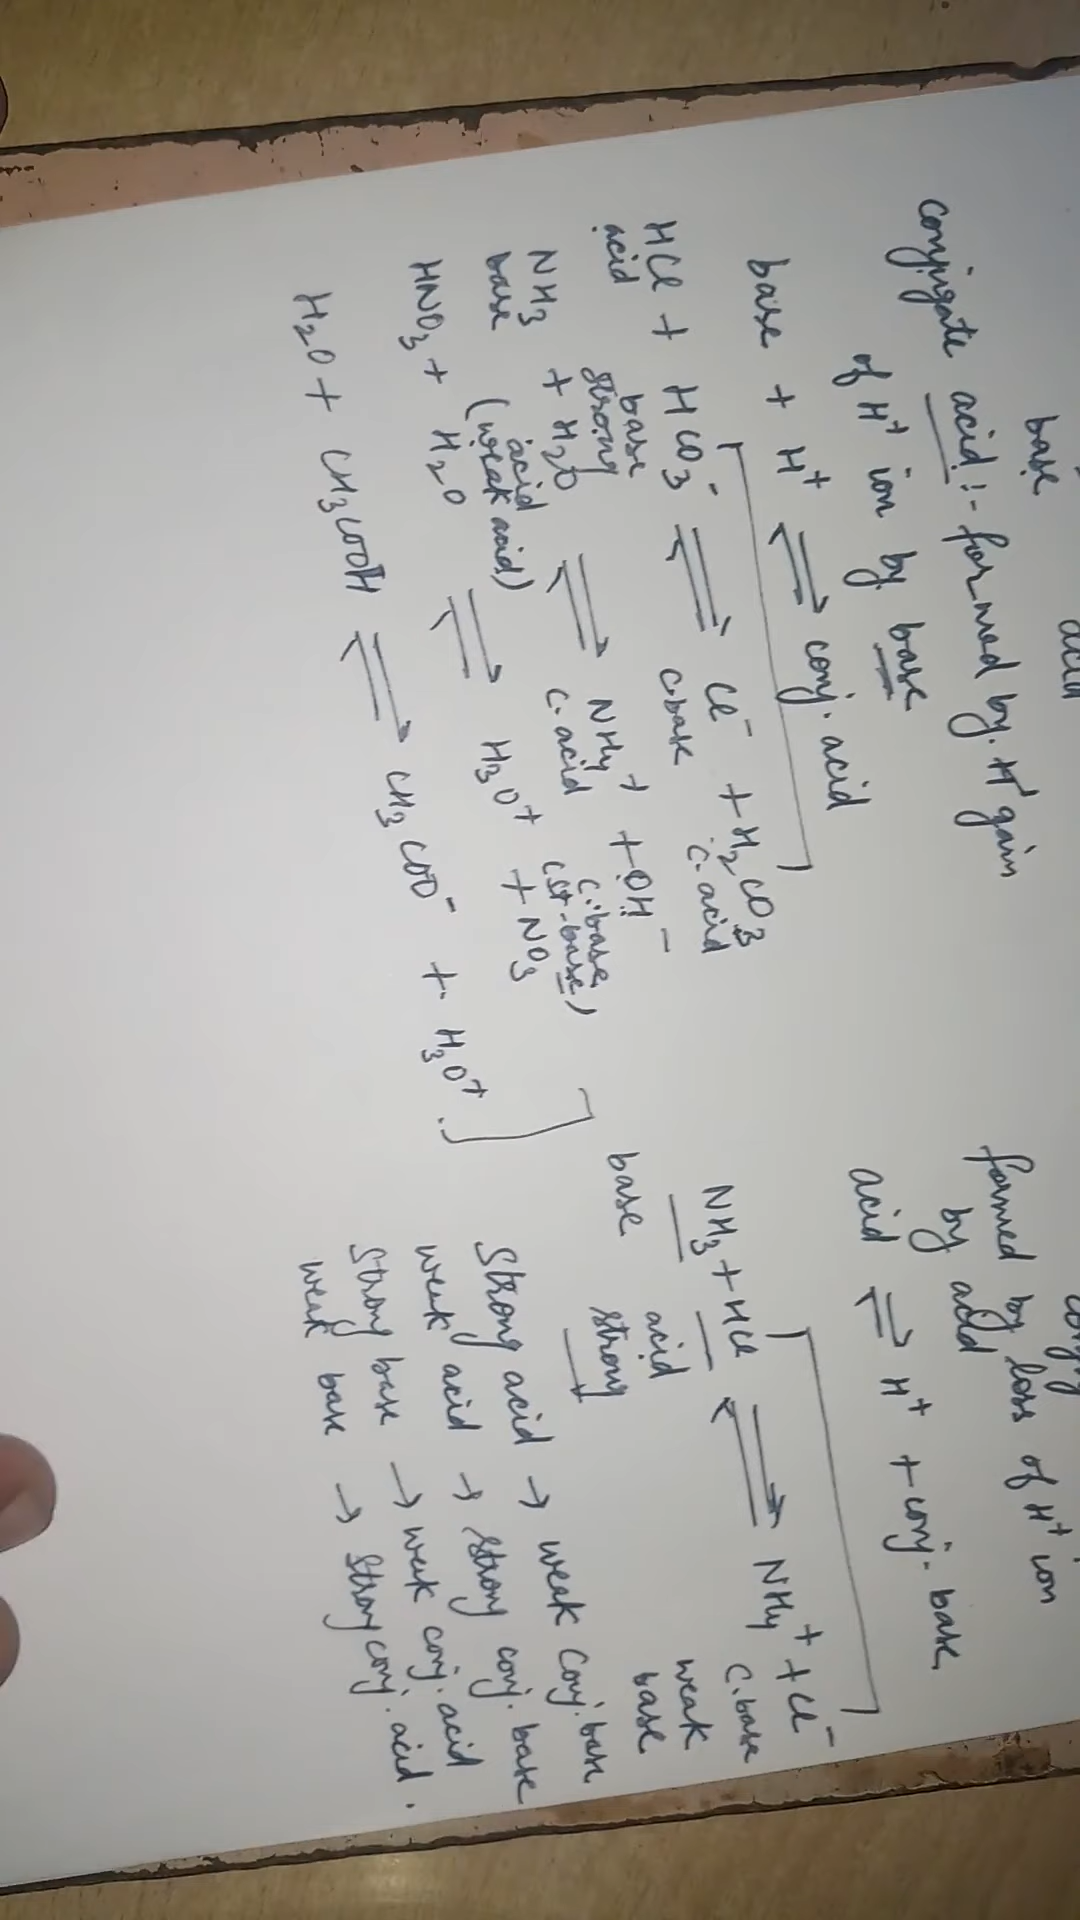 base
acid
conjigate acid :- formed by. H+ gain
of H+ ion by base
base + H+ ⇌ conj. acid
HCl + HCO3- ⇌ Cl- + H2CO3
acid base strong c.base c. acid
NH3 + H2O ⇌ NH4+ + OH-
base acid (weak acid) c. acid c. base (st. base)
HNO3 + H2O ⇌ H3O+ + NO3
H2O + CH3COOH ⇌ CH3COO- + H3O+
formed by loss of H+ ion
by acid
acid ⇌ H+ + conj. base
NH3 + HCl ⇌ NH4+ + Cl-
base acid strong c.base weak base
Strong acid → weak conj. base
weak acid → strong conj. base
Strong base → weak conj. acid
weak base → strong conj. acid.